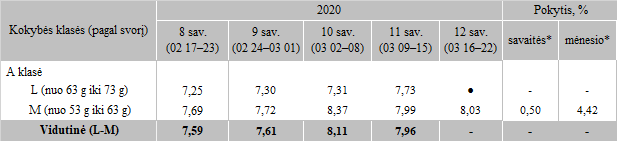 Kokybės klasės (pagal svorį) 2020 Pokytis, %
8 sav. (02 17–23) 9 sav. (02 24–03 01) 10 sav. (03 02–08) 11 sav. (03 09–15) 12 sav. (03 16–22) savaitės* mėnesio*
A klasė
L (nuo 63 g iki 73 g) 7,25 7,30 7,31 7,73 ● - -
M (nuo 53 g iki 63 g) 7,69 7,72 8,37 7,99 8,03 0,50 4,42
Vidutinė (L-M) 7,59 7,61 8,11 7,96 - - -